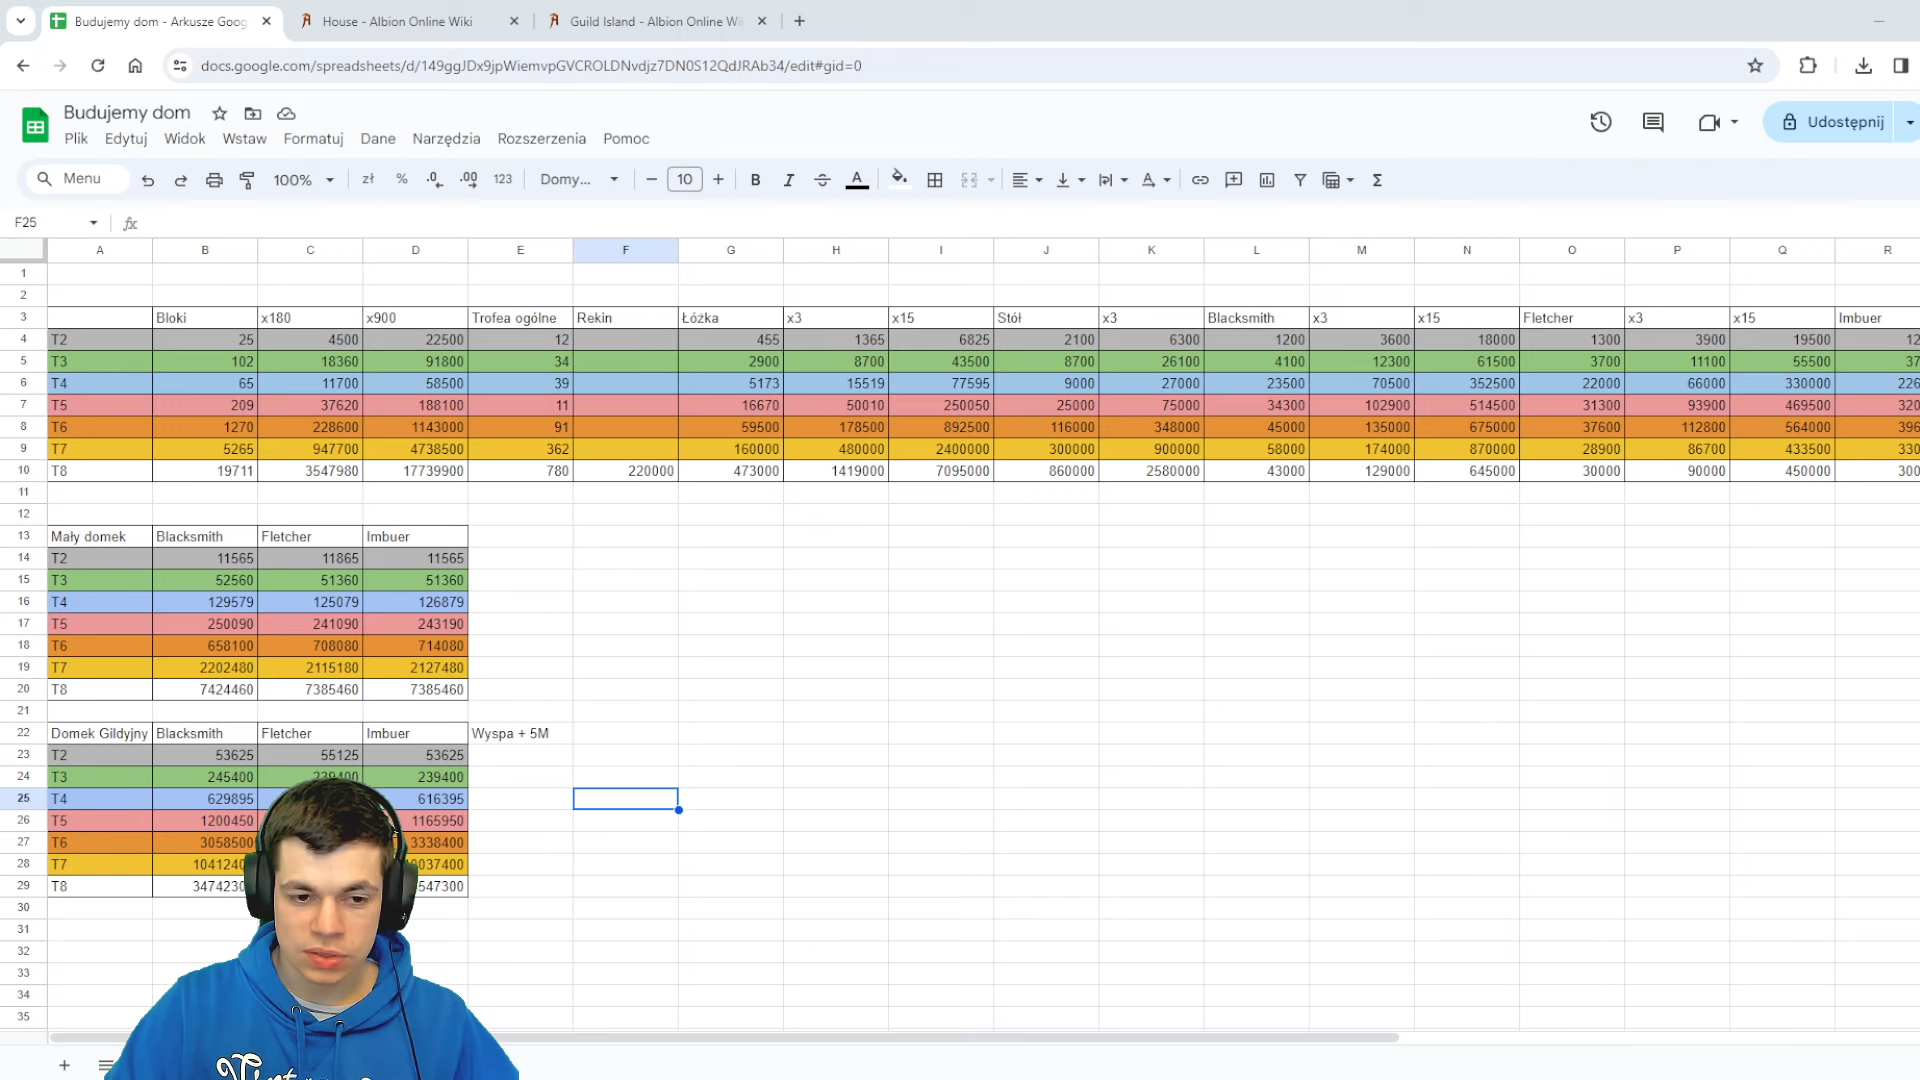 Budujemy dom - Arkusze Goog
House - Albion Online Wiki
Guild Island - Albion Online Wi
docs.google.com/spreadsheets/d/149ggJDx9jpWiemvpGVCROLDNvdjz7DN0S12QdJRAb34/edit#gid=0
Budujemy dom
Plik Edytuj Widok Wstaw Formatuj Dane Narzędzia Rozszerzenia Pomoc
Udostępnij
Menu 100% zł % .0 .00 123 Domy... 10 B I A Σ
F25 fx
A B C D E F G H I J K L M N O P Q R
1
2
3 Bloki x180 x900 Trofea ogólne Rekin Łóżka x3 x15 Stół x3 Blacksmith x3 x15 Fletcher x3 x15 Imbuer
4 T2 25 4500 22500 12 455 1365 6825 2100 6300 1200 3600 18000 1300 3900 19500 12
5 T3 102 18360 91800 34 2900 8700 43500 8700 26100 4100 12300 61500 3700 11100 55500 37
6 T4 65 11700 58500 39 5173 15519 77595 9000 27000 23500 70500 352500 22000 66000 330000 226
7 T5 209 37620 188100 11 16670 50010 250050 25000 75000 34300 102900 514500 31300 93900 469500 320
8 T6 1270 228600 1143000 91 59500 178500 892500 116000 348000 45000 135000 675000 37600 112800 564000 396
9 T7 5265 947700 4738500 362 160000 480000 2400000 300000 900000 58000 174000 870000 28900 86700 433500 330
10 T8 19711 3547980 17739900 780 220000 473000 1419000 7095000 860000 2580000 43000 129000 645000 30000 90000 450000 300
11
12
13 Mały domek Blacksmith Fletcher Imbuer
14 T2 11565 11865 11565
15 T3 52560 51360 51360
16 T4 129579 125079 126879
17 T5 250090 241090 243190
18 T6 658100 708080 714080
19 T7 2202480 2115180 2127480
20 T8 7424460 7385460 7385460
21
22 Domek Gildyjny Blacksmith Fletcher Imbuer Wyspa + 5M
23 T2 53625 55125 53625
24 T3 245400 239400 239400
25 T4 629895 616395
26 T5 1200450 1165950
27 T6 3058500 3338400
28 T7 1041240 037400
29 T8 3474230 547300
30
31
32
33
34
35